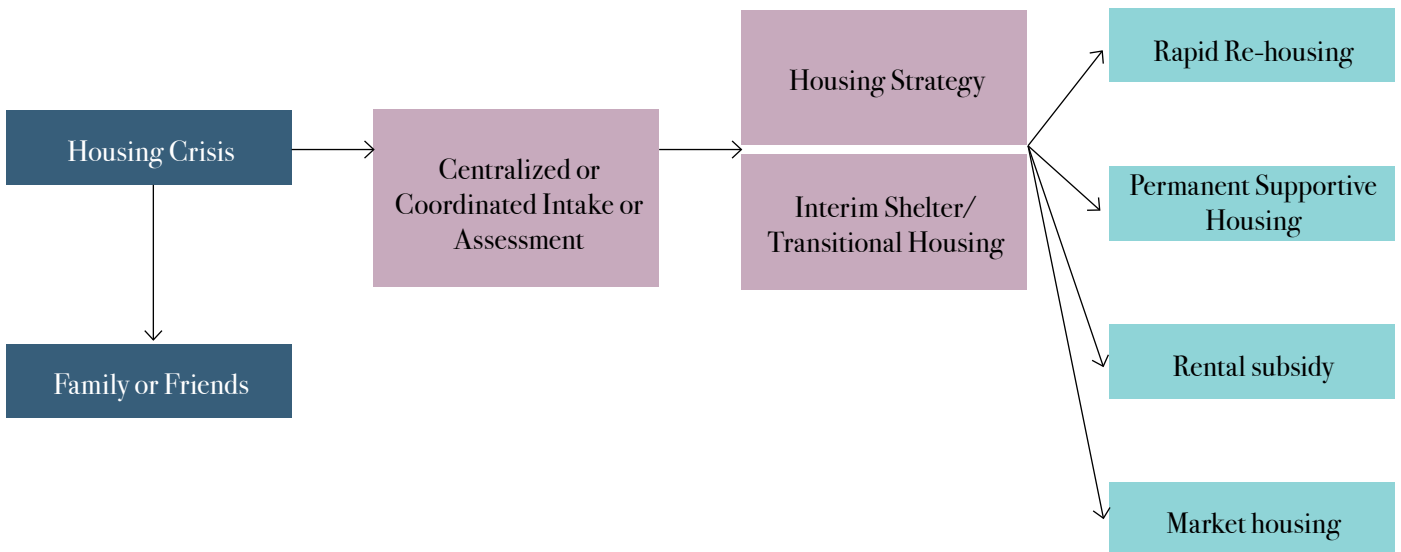 Housing Crisis
Family or Friends
Centralized or
Coordinated Intake or
Assessment
Housing Strategy
Interim Shelter/
Transitional Housing
Rapid Re-housing
Permanent Supportive
Housing
Rental subsidy
Market housing